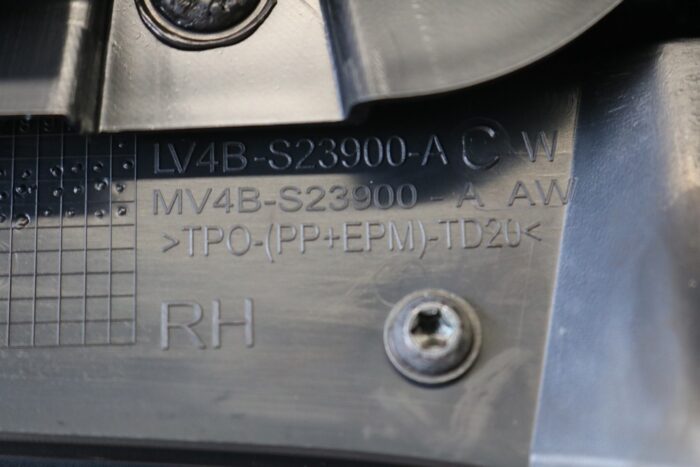 LV4B-S23900-A C W
MV4B-S23900-A AW
>TPO-(PP+EPM)-TD20<
RH